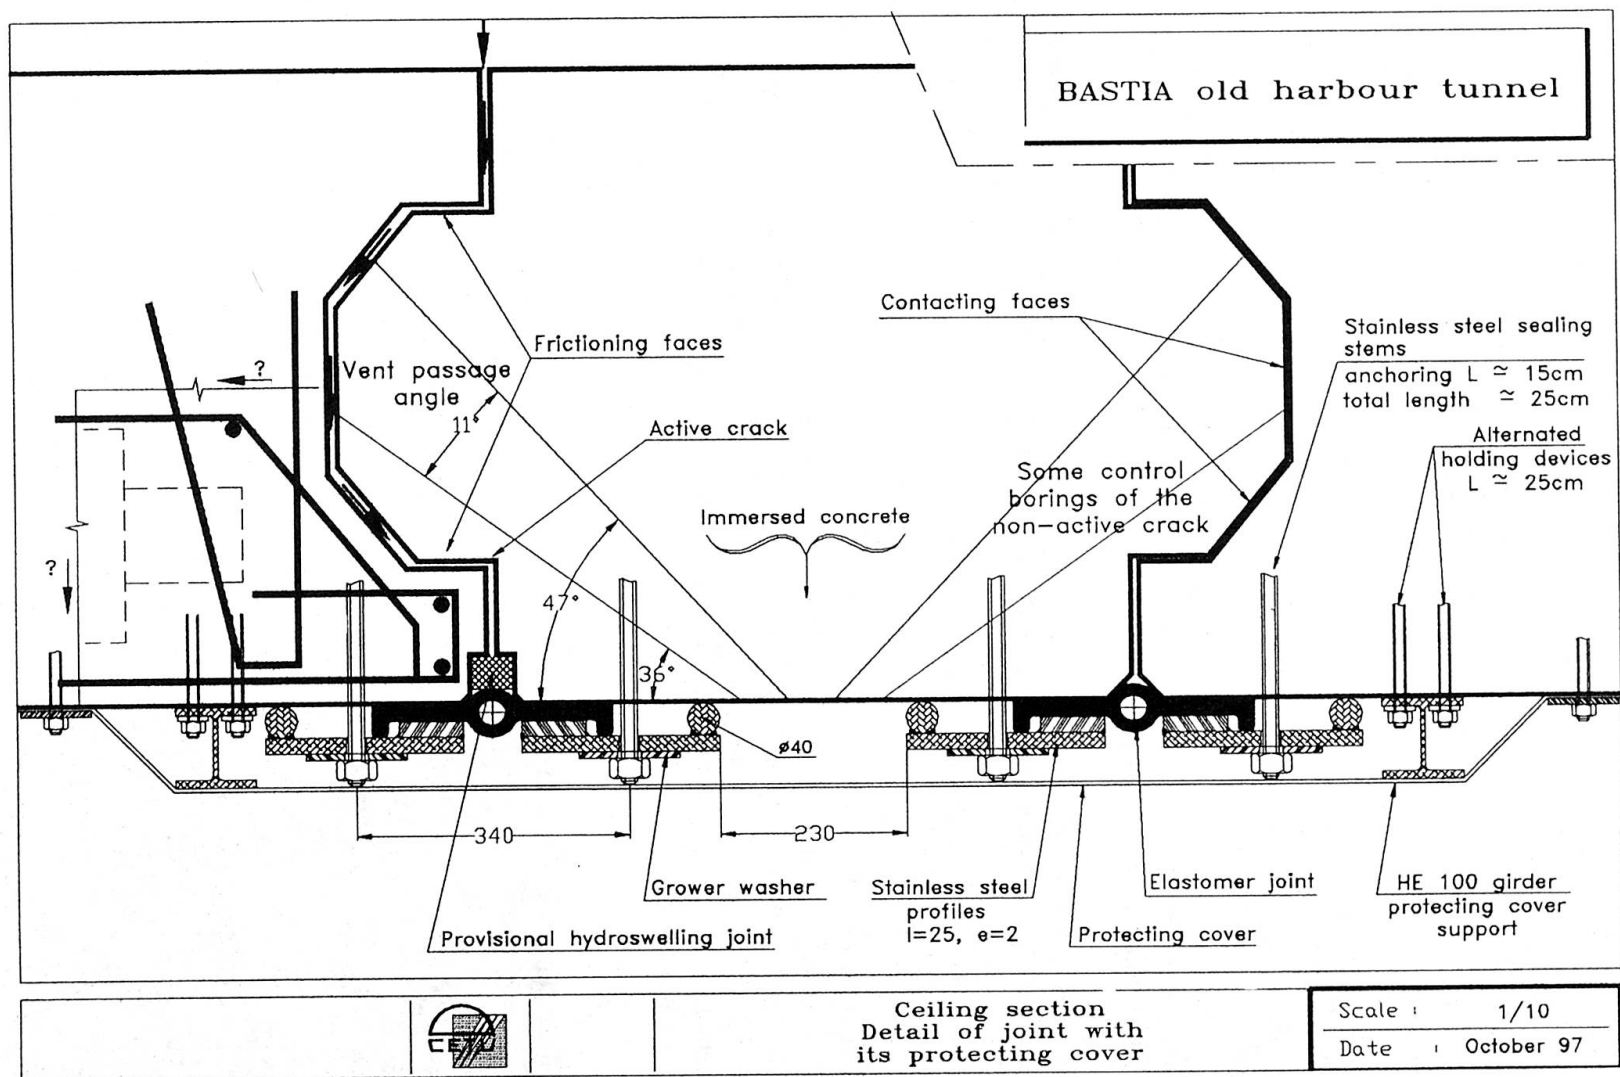 BASTIA old harbour tunnel
Contacting faces
Stainless steel sealing
stems
anchoring L ≃ 15cm
total length ≃ 25cm
Frictioning faces
?
Vent passage
angle
11°
Active crack
Alternated
holding devices
L ≃ 25cm
Some control
borings of the
non-active crack
Immersed concrete
?
47°
36°
ø40
340
230
Grower washer
Stainless steel
profiles
l=25, e=2
Elastomer joint
HE 100 girder
protecting cover
support
Provisional hydroswelling joint
Protecting cover
CETU
Ceiling section
Detail of joint with
its protecting cover
Scale : 1/10
Date : October 97